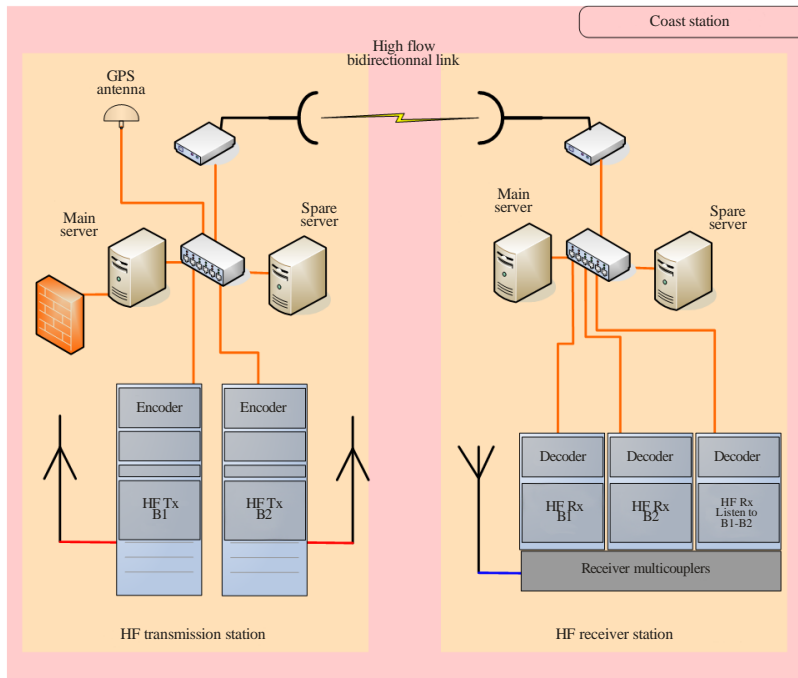 Coast station
High flow
bidirectionnal link
GPS
antenna
Main
server
Spare
server
Main
server
Spare
server
Encoder
Encoder
HF Tx
B1
HF Tx
B2
Decoder
Decoder
Decoder
HF Rx
B1
HF Rx
B2
HF Rx
Listen to
B1-B2
Receiver multicouplers
HF transmission station
HF receiver station